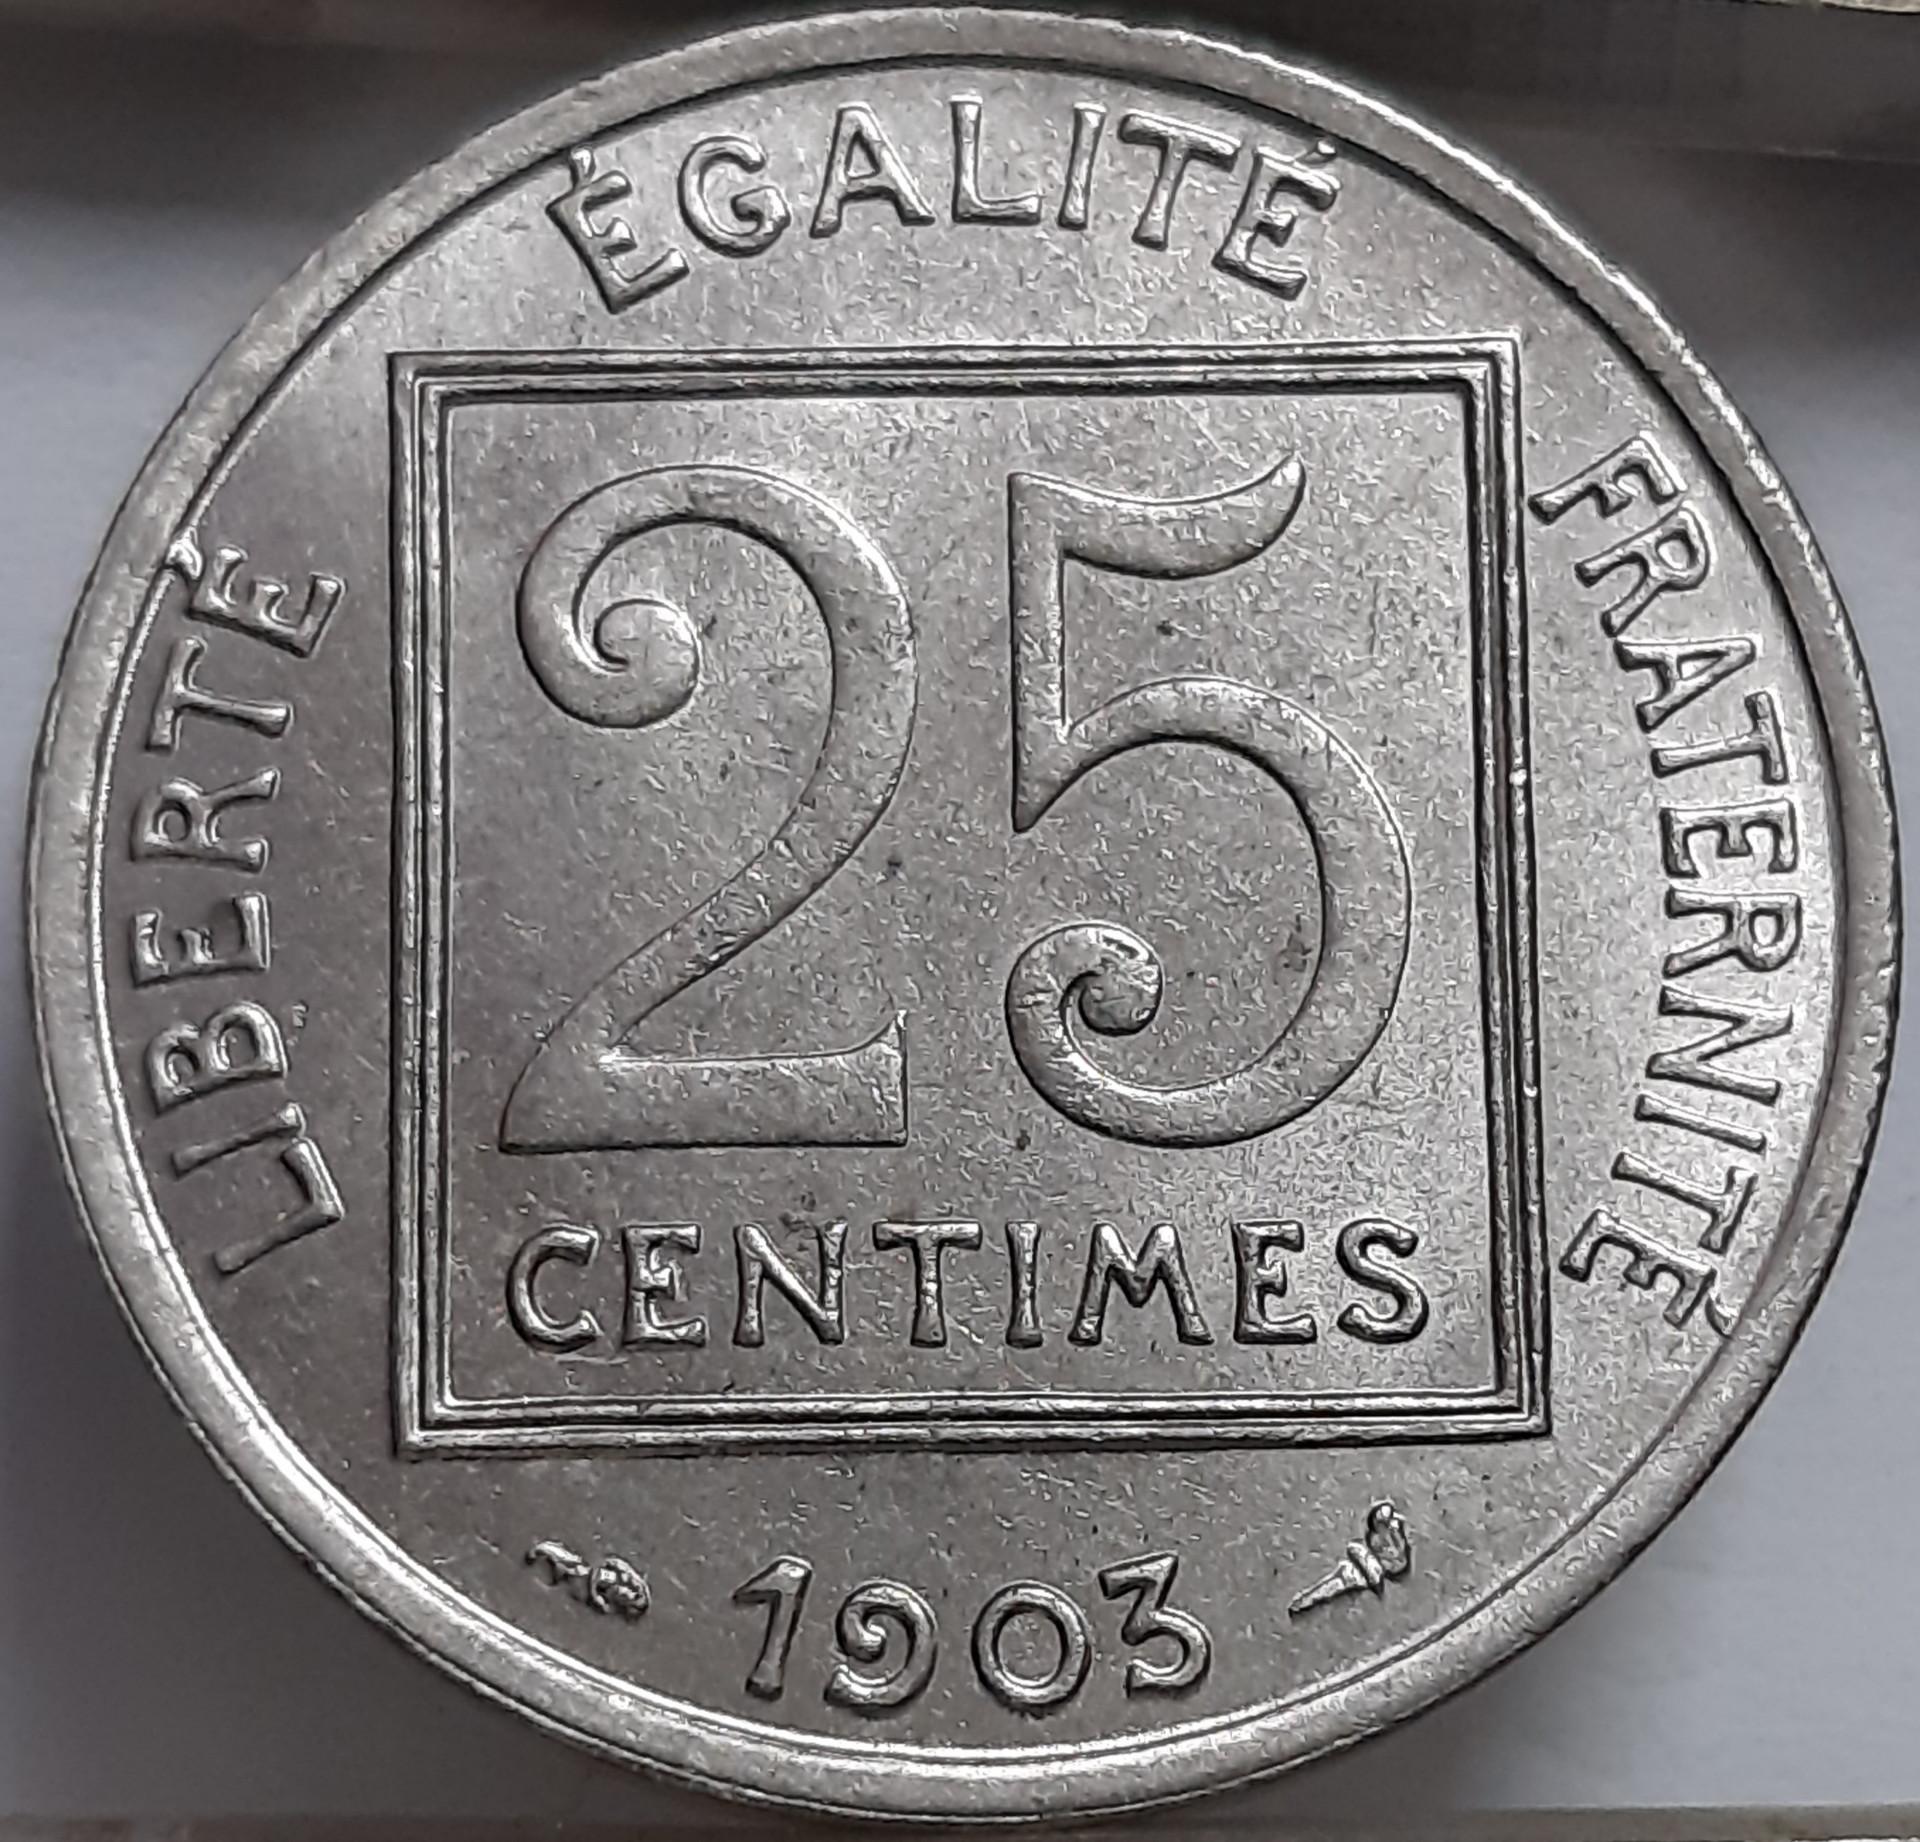 LIBERTÉ
ÉGALITÉ
FRATERNITÉ
25
CENTIMES
1903